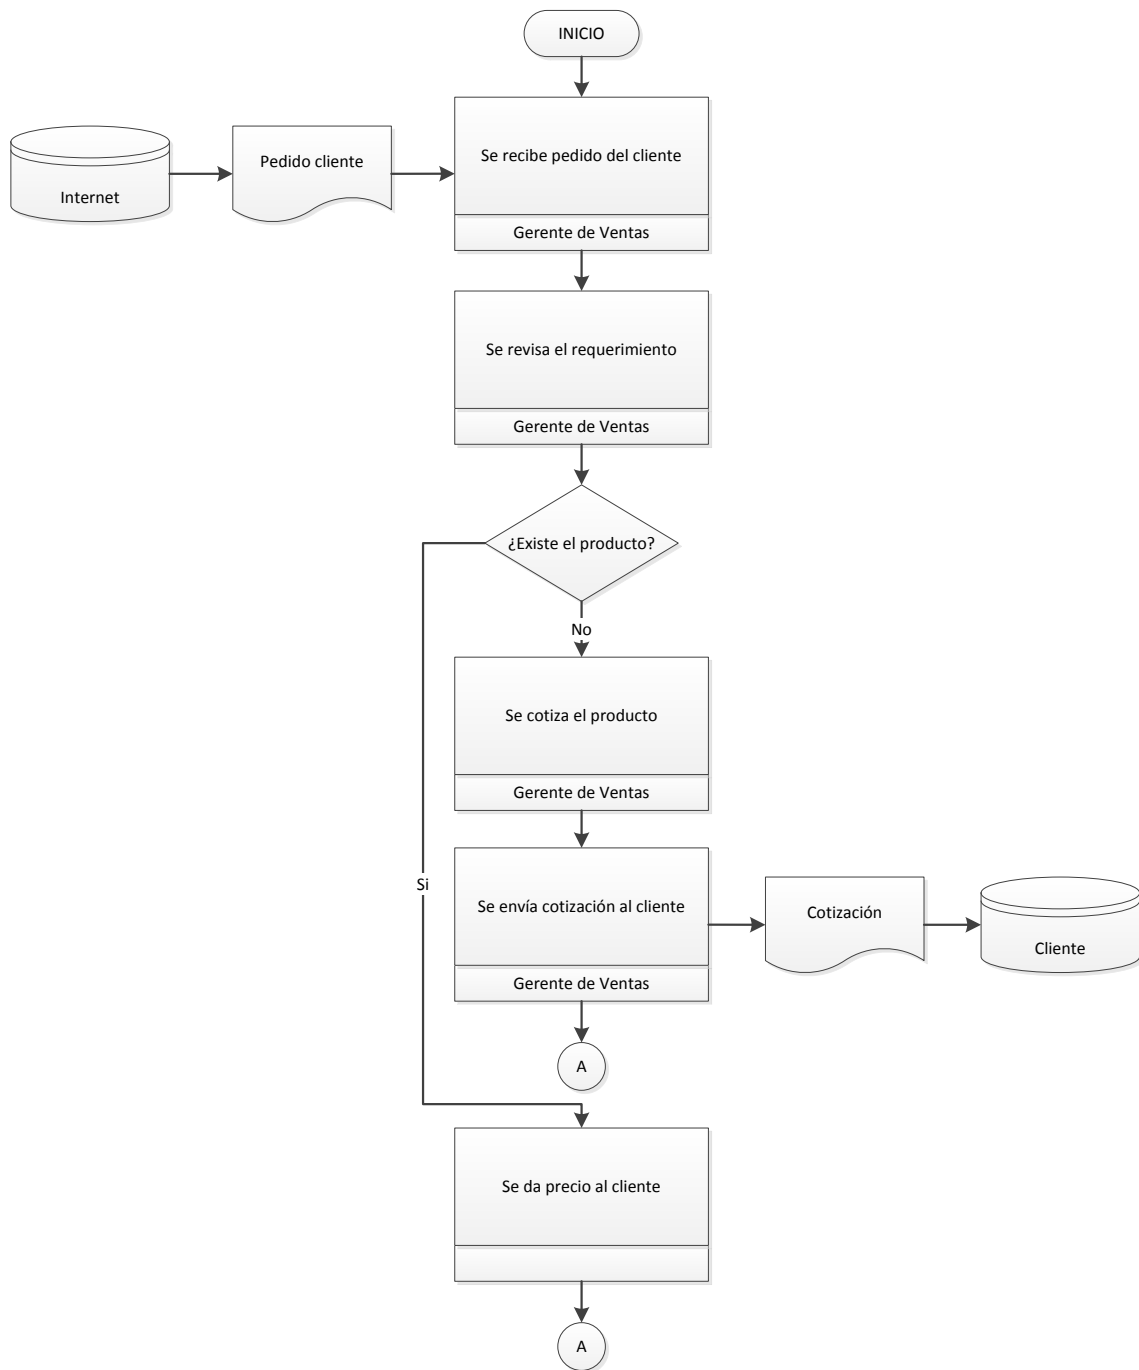 INICIO
Internet
Pedido cliente
Se recibe pedido del cliente
Gerente de Ventas
Se revisa el requerimiento
Gerente de Ventas
¿Existe el producto?
No
Se cotiza el producto
Gerente de Ventas
Si
Se envía cotización al cliente
Gerente de Ventas
Cotización
Cliente
A
Se da precio al cliente
A